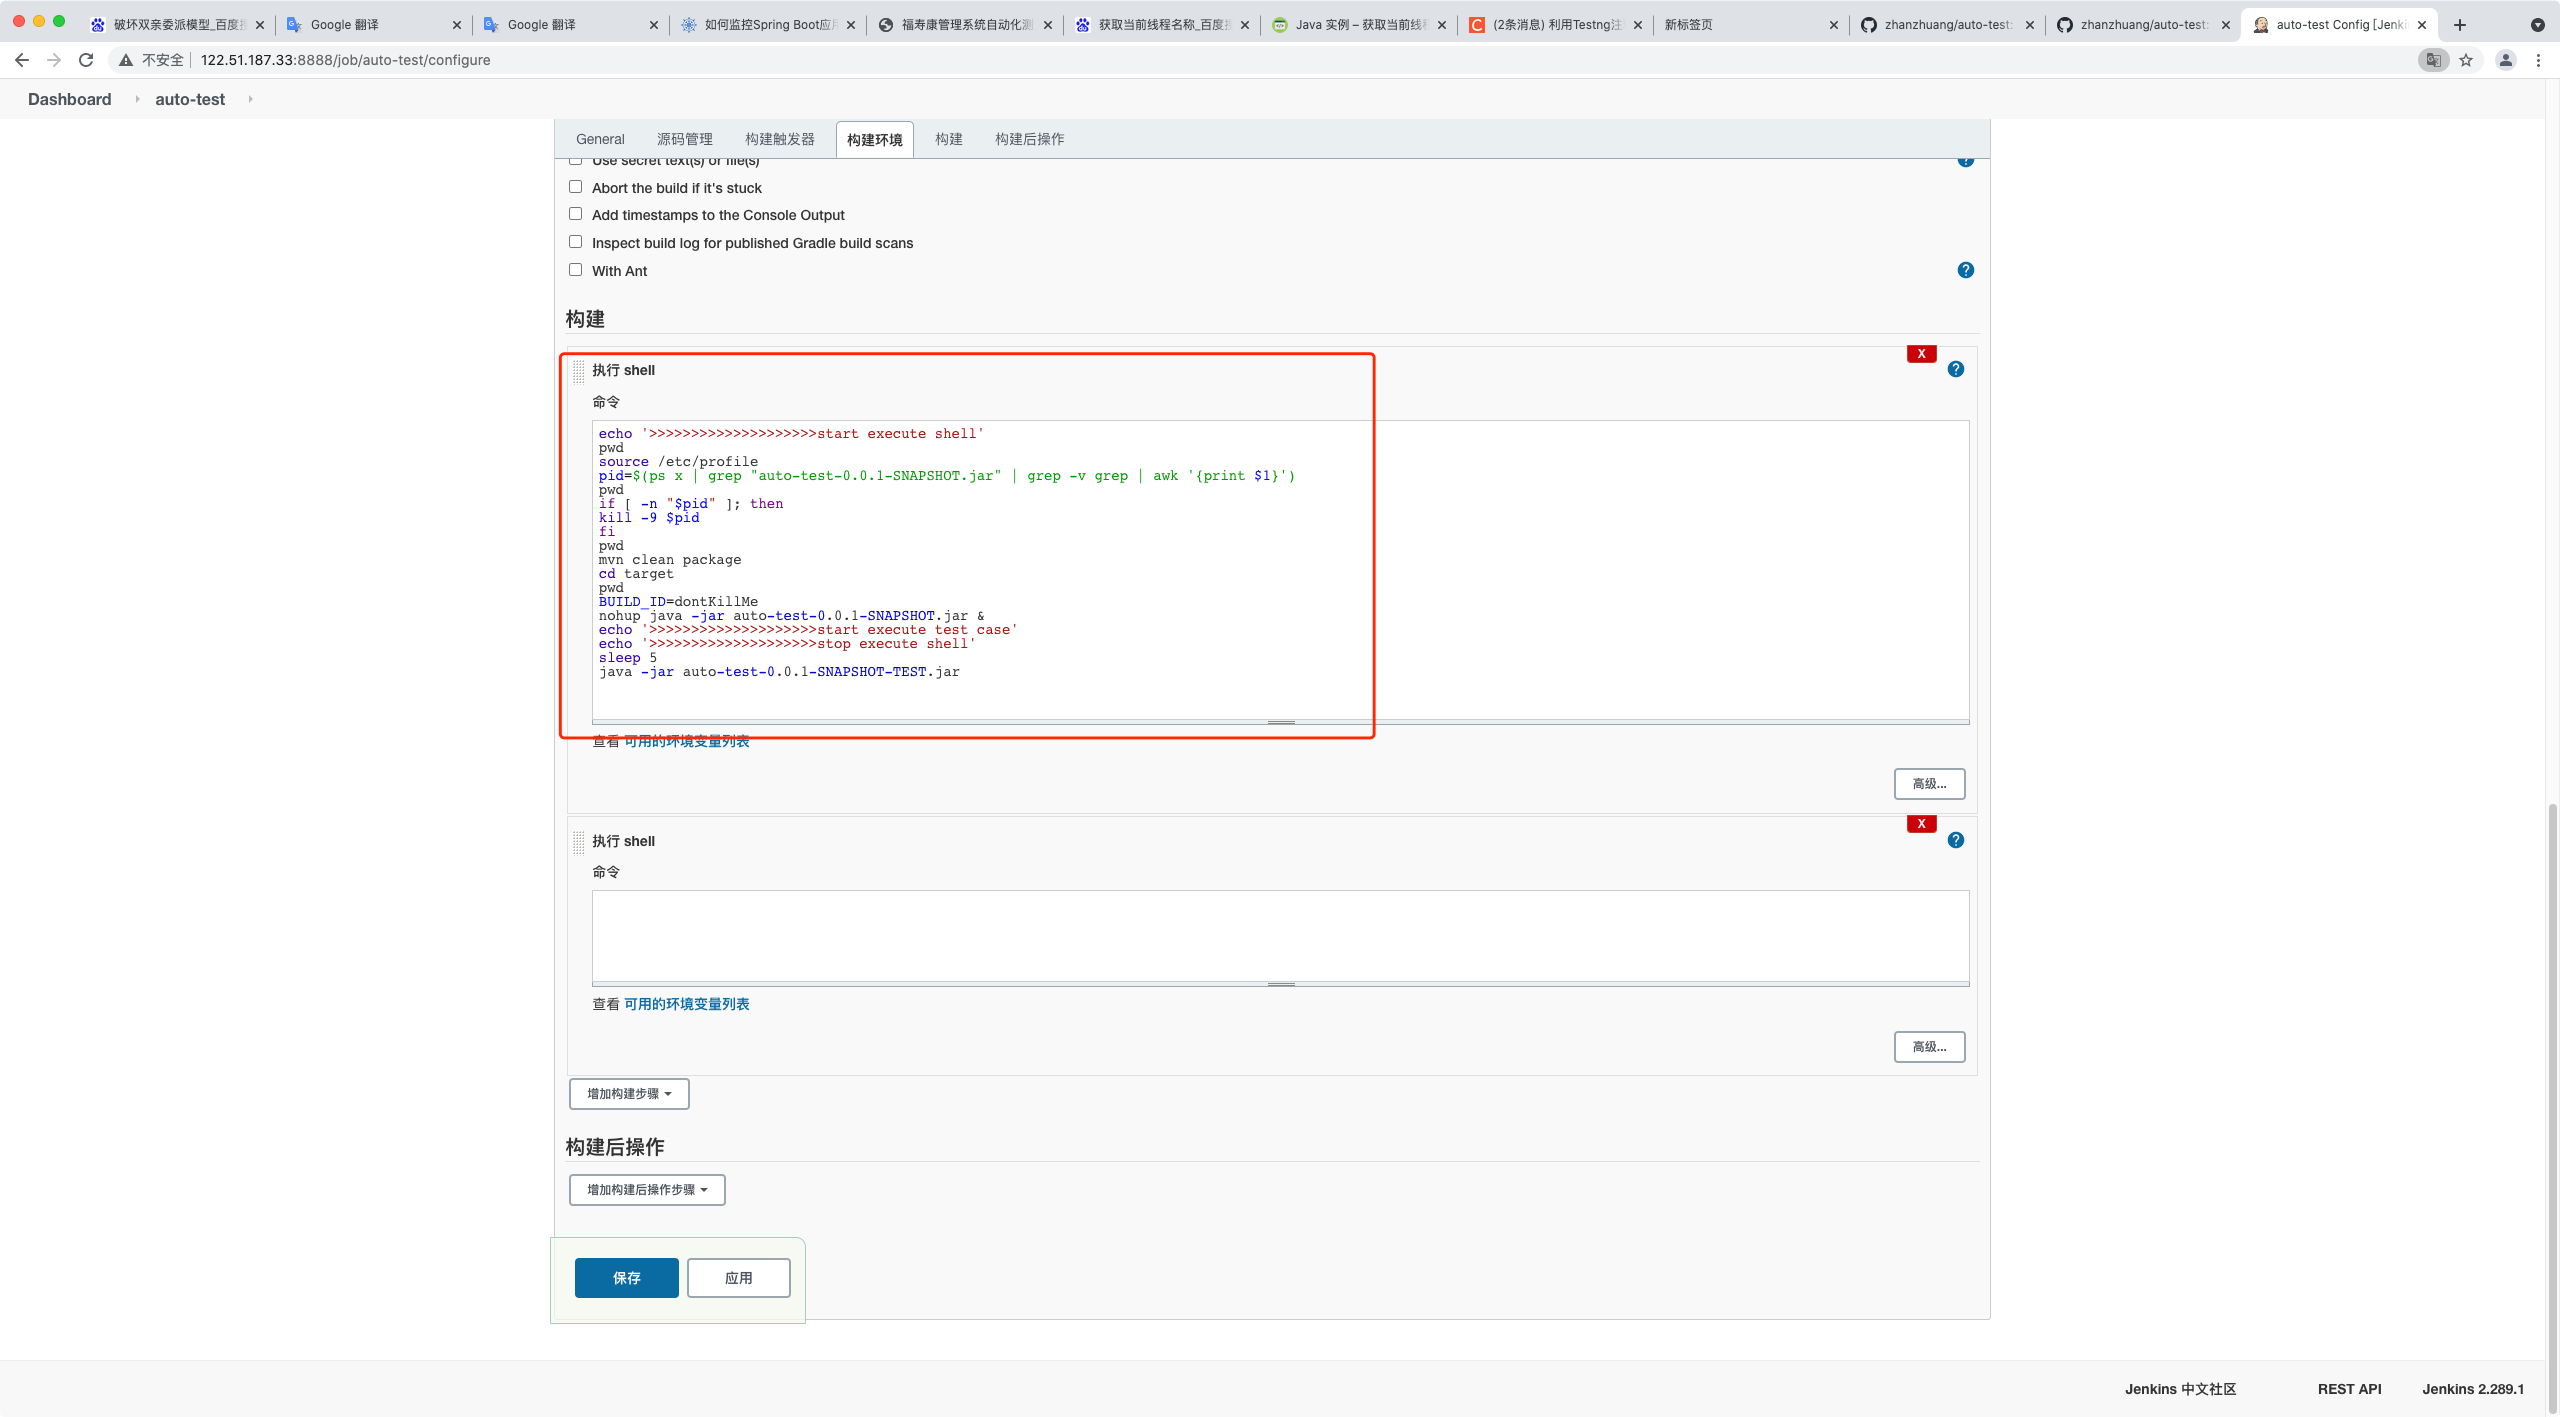 破坏双亲委派模型_百度
Google 翻译
Google 翻译
如何监控Spring Boot应
福寿康管理系统自动化测
获取当前线程名称_百度
Java 实例 – 获取当前线
(2条消息) 利用Testng注
新标签页
zhanzhuang/auto-test:
zhanzhuang/auto-test:
auto-test Config [Jenki
不安全
122.51.187.33:8888/job/auto-test/configure
Dashboard
auto-test
General
源码管理
构建触发器
构建环境
构建
构建后操作
Use secret text(s) or file(s)
Abort the build if it's stuck
Add timestamps to the Console Output
Inspect build log for published Gradle build scans
With Ant
?
构建
X
执行 shell
?
命令
echo '>>>>>>>>>>>>>>>>>>>>start execute shell'
pwd
source /etc/profile
pid=$(ps x | grep "auto-test-0.0.1-SNAPSHOT.jar" | grep -v grep | awk '{print $1}')
pwd
if [ -n "$pid" ]; then
kill -9 $pid
fi
pwd
mvn clean package
cd target
pwd
BUILD_ID=dontKillMe
nohup java -jar auto-test-0.0.1-SNAPSHOT.jar &
echo '>>>>>>>>>>>>>>>>>>>>start execute test case'
echo '>>>>>>>>>>>>>>>>>>>>stop execute shell'
sleep 5
java -jar auto-test-0.0.1-SNAPSHOT-TEST.jar
查看 可用的环境变量列表
高级...
X
执行 shell
?
命令
查看 可用的环境变量列表
高级...
增加构建步骤
构建后操作
增加构建后操作步骤
保存
应用
Jenkins 中文社区
REST API
Jenkins 2.289.1